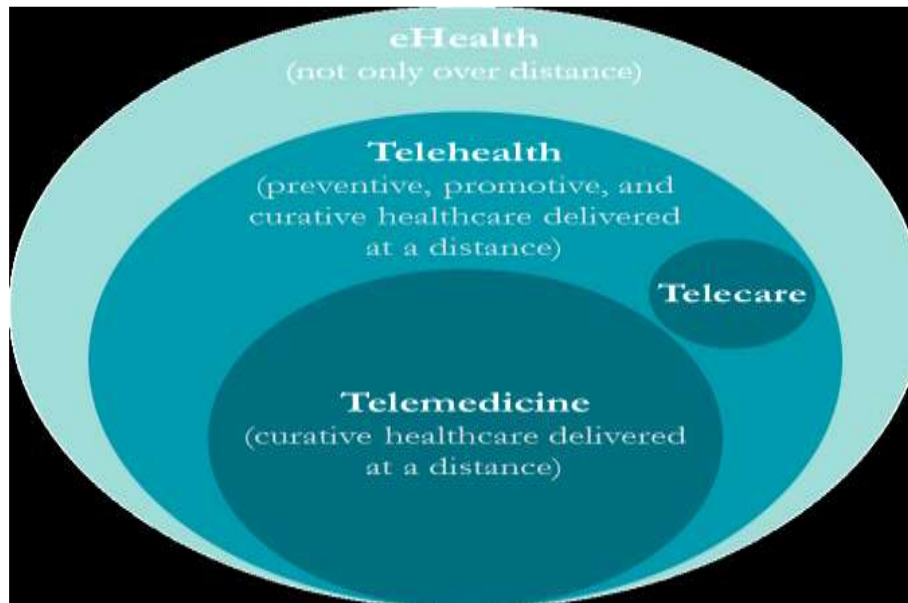 eHealth
(not only over distance)
Telehealth
(preventive, promotive, and
curative healthcare delivered
at a distance)
Telecare
Telemedicine
(curative healthcare delivered
at a distance)